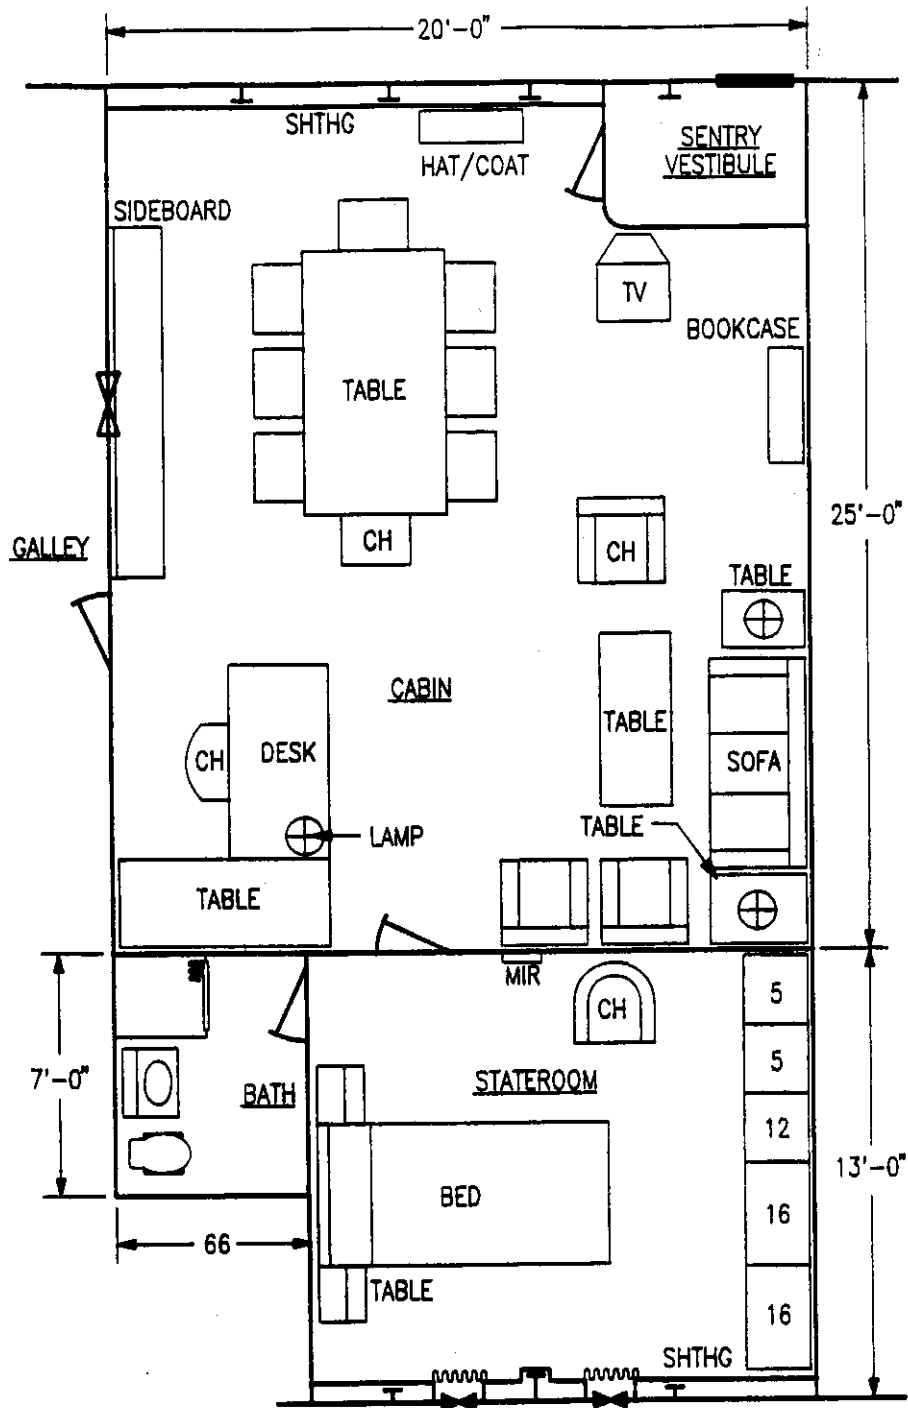 20'-0"
SHTHG
HAT/COAT
SENTRY
VESTIBULE
SIDEBOARD
TV
BOOKCASE
TABLE
25'-0"
CH
CH
GALLEY
TABLE
CABIN
TABLE
CH
DESK
SOFA
LAMP
TABLE
TABLE
MIR
CH
5
7'-0"
BATH
STATEROOM
5
12
13'-0"
BED
16
66
TABLE
16
SHTHG